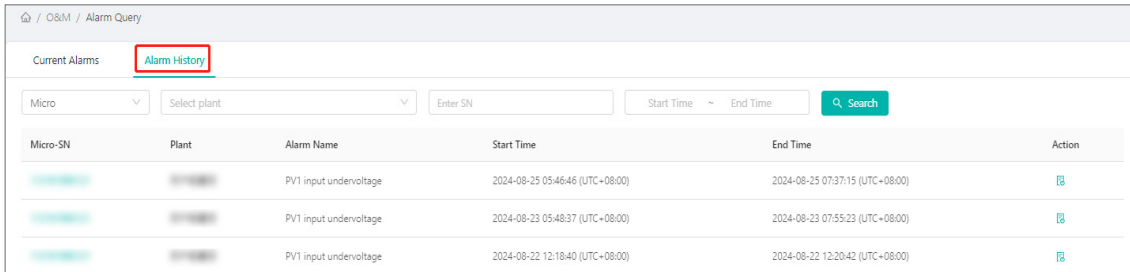 / O&M / Alarm Query
Current Alarms Alarm History
Micro Select plant Enter SN Start Time ~ End Time Search
Micro-SN Plant Alarm Name Start Time End Time Action
PV1 input undervoltage 2024-08-25 05:46:46 (UTC+08:00) 2024-08-25 07:37:15 (UTC+08:00)
PV1 input undervoltage 2024-08-23 05:48:37 (UTC+08:00) 2024-08-23 07:55:23 (UTC+08:00)
PV1 input undervoltage 2024-08-22 12:18:40 (UTC+08:00) 2024-08-22 12:20:42 (UTC+08:00)